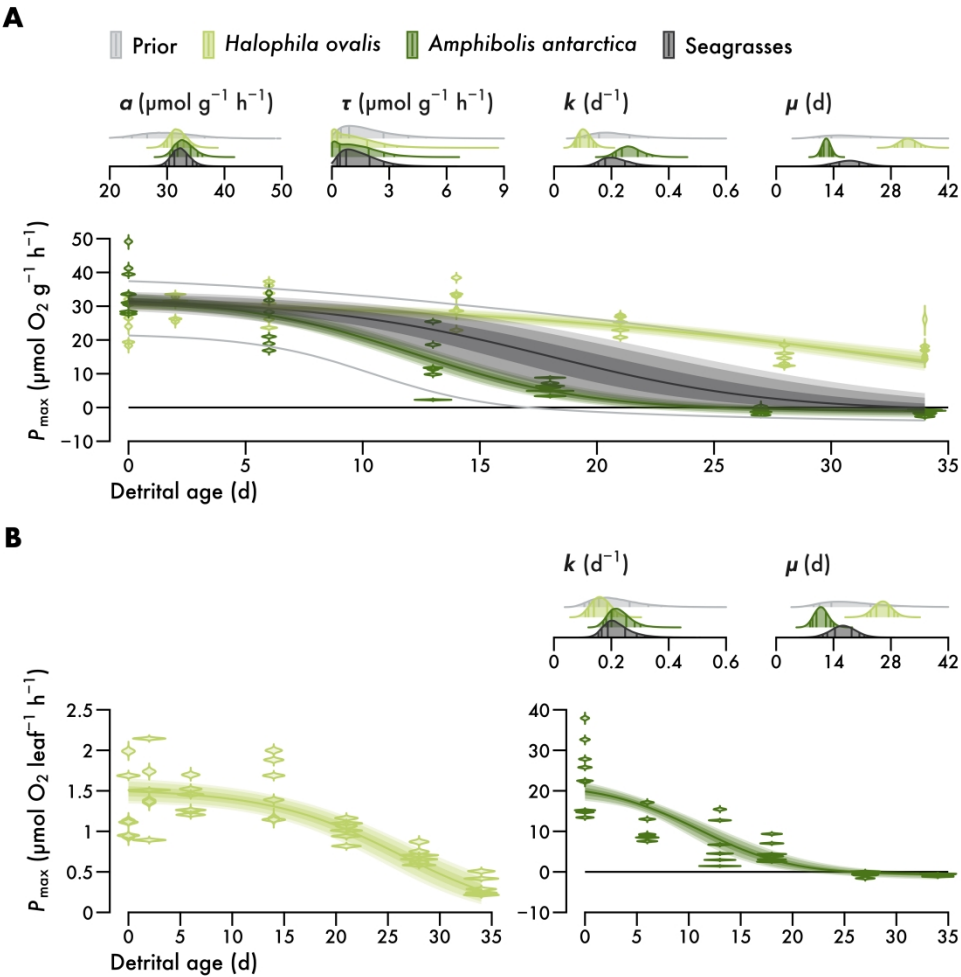 A
Prior Halophila ovalis Amphibolis antarctica Seagrasses
α (µmol g⁻¹ h⁻¹) τ (µmol g⁻¹ h⁻¹) k (d⁻¹) µ (d)
20 30 40 50 0 3 6 9 0 0.2 0.4 0.6 0 14 28 42
Pmax (µmol O₂ g⁻¹ h⁻¹)
50
40
30
20
10
0
−10
0 5 10 15 20 25 30 35
Detrital age (d)
B
k (d⁻¹) µ (d)
0 0.2 0.4 0.6 0 14 28 42
Pmax (µmol O₂ leaf⁻¹ h⁻¹)
2.5 40
2 30
1.5 20
1 10
0.5 0
0 −10
0 5 10 15 20 25 30 35 0 5 10 15 20 25 30 35
Detrital age (d)